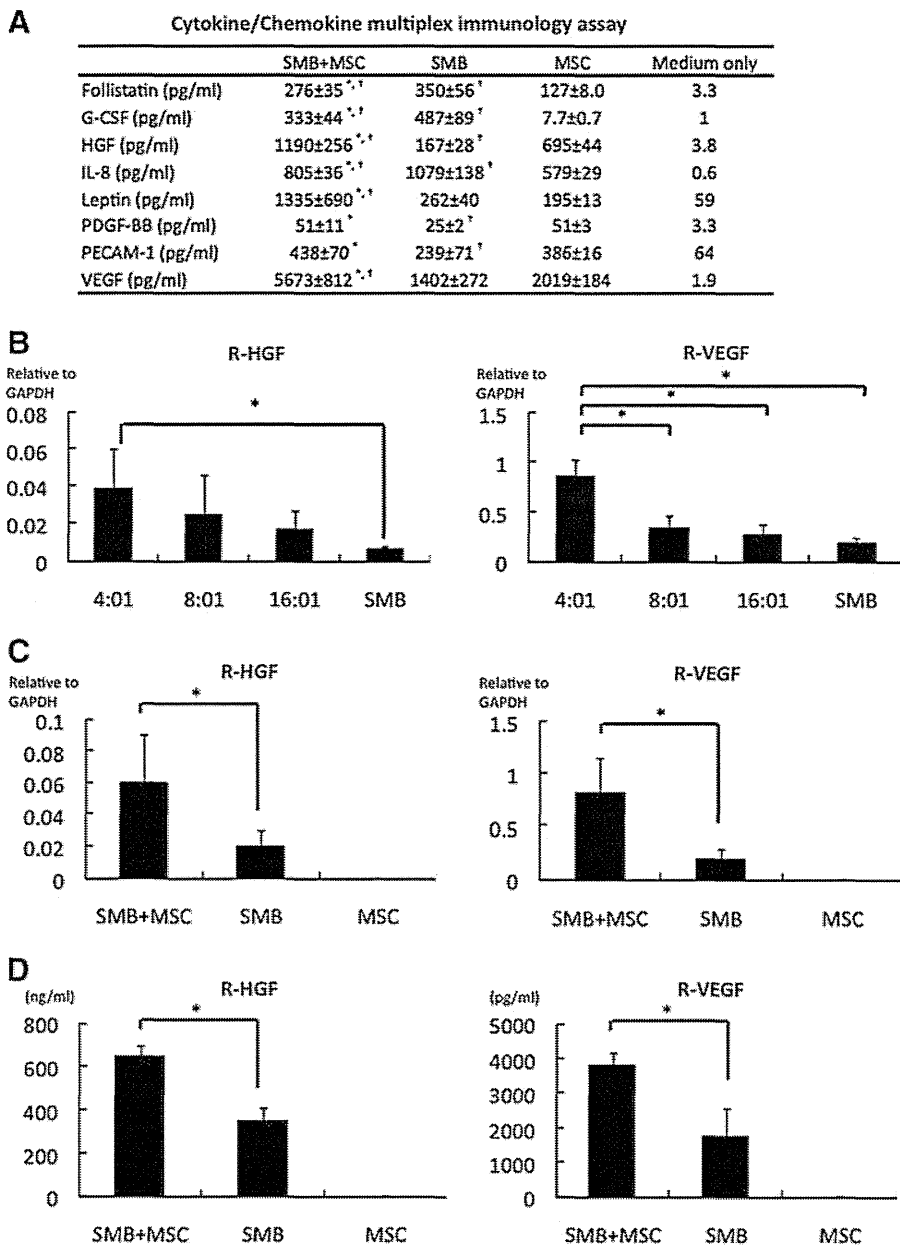 A
Cytokine/Chemokine multiplex immunology assay
SMB+MSC SMB MSC Medium only
Follistatin (pg/ml) 276±35*,† 350±56† 127±8.0 3.3
G-CSF (pg/ml) 333±44*,† 487±89† 7.7±0.7 1
HGF (pg/ml) 1190±256*,† 167±28† 695±44 3.8
IL-8 (pg/ml) 805±36*,† 1079±138† 579±29 0.6
Leptin (pg/ml) 1335±690*,† 262±40 195±13 59
PDGF-BB (pg/ml) 51±11* 25±2† 51±3 3.3
PECAM-1 (pg/ml) 438±70* 239±71† 386±16 64
VEGF (pg/ml) 5673±812*,† 1402±272 2019±184 1.9
B
R-HGF
Relative to
GAPDH
*
0.08
0.06
0.04
0.02
0
4:01 8:01 16:01 SMB
R-VEGF
Relative to
GAPDH
*
*
*
1.5
1
0.5
0
4:01 8:01 16:01 SMB
C
R-HGF
Relative to
GAPDH
*
0.1
0.08
0.06
0.04
0.02
0
SMB+MSC SMB MSC
R-VEGF
Relative to
GAPDH
*
1.5
1
0.5
0
SMB+MSC SMB MSC
D
R-HGF
(ng/ml)
*
800
600
400
200
0
SMB+MSC SMB MSC
R-VEGF
(pg/ml)
*
5000
4000
3000
2000
1000
0
SMB+MSC SMB MSC